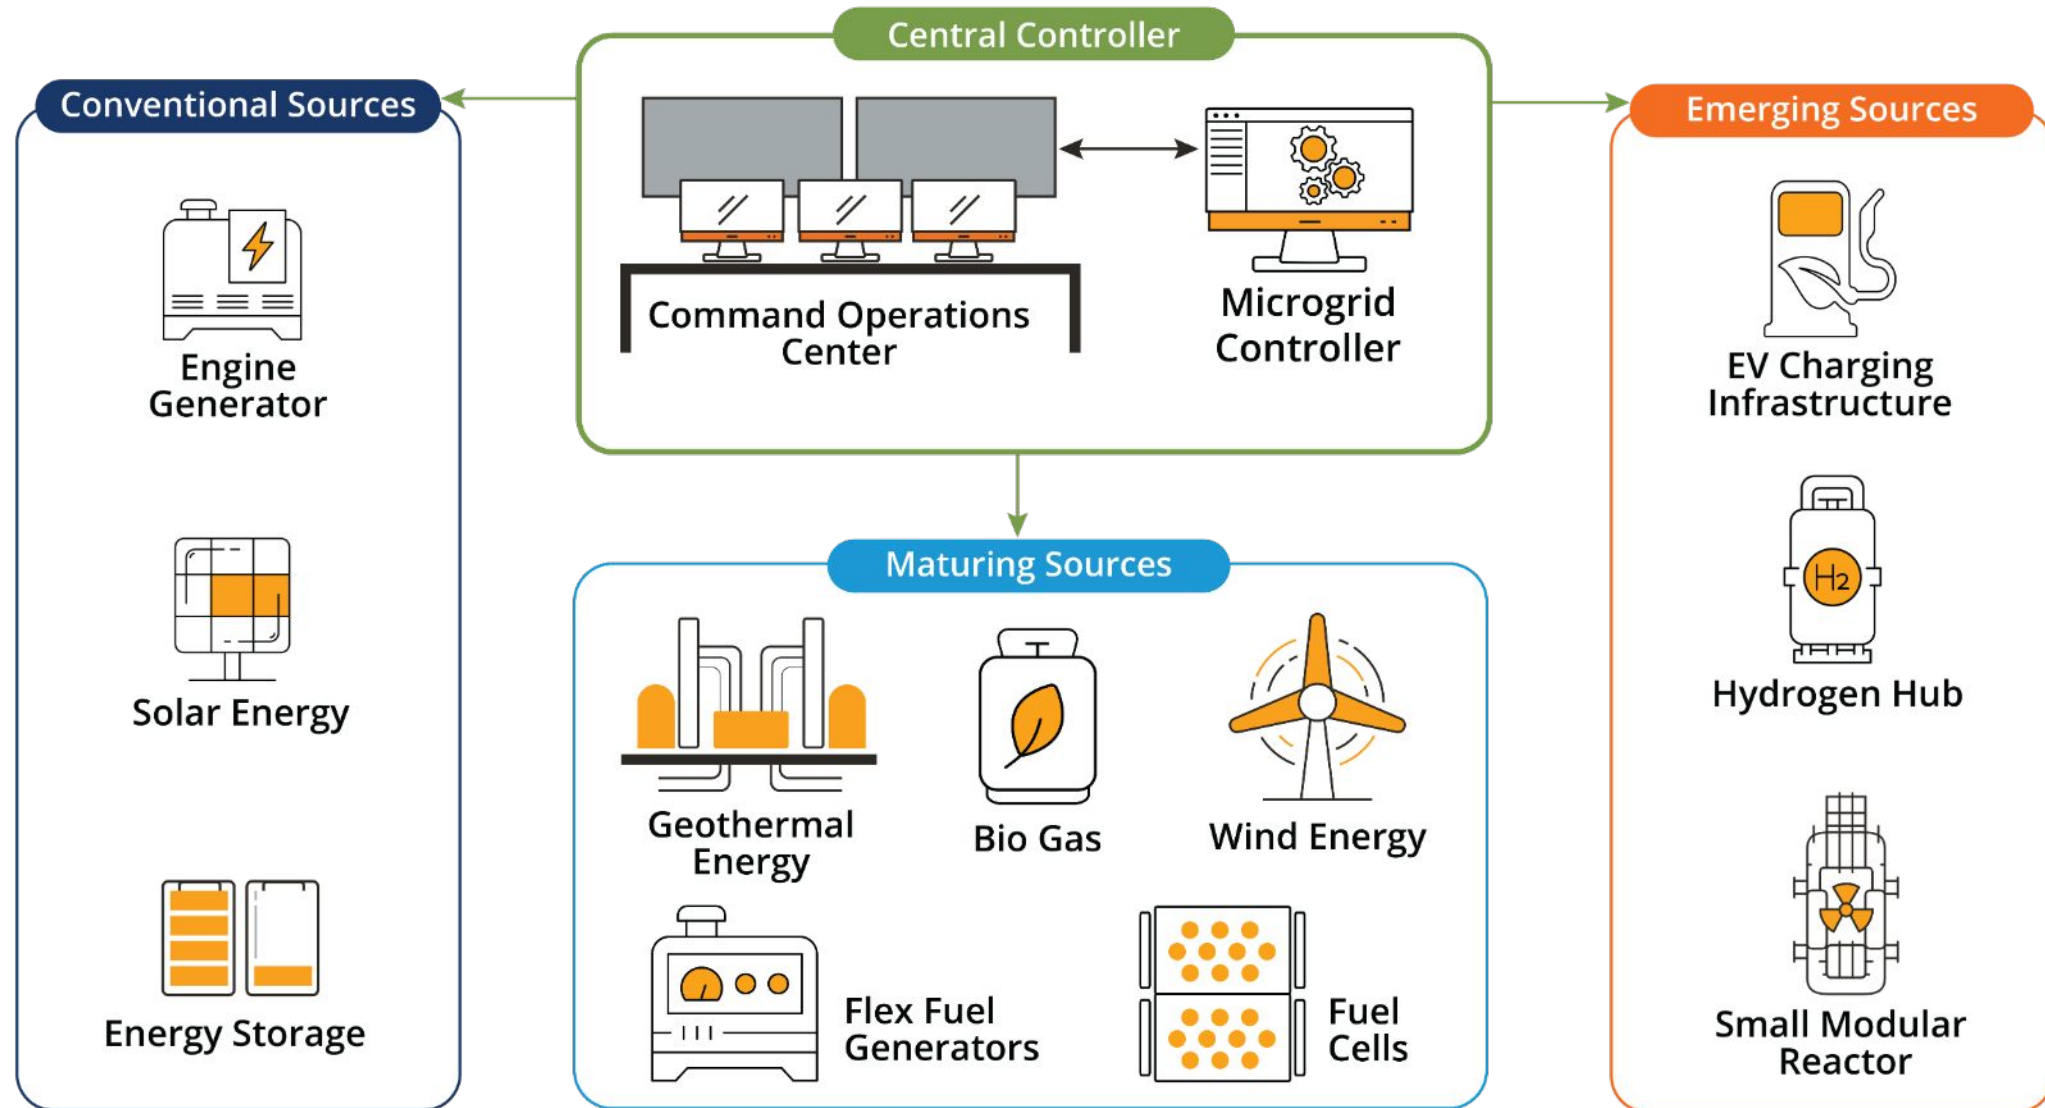 Central Controller
Command Operations
Center
Microgrid
Controller
Conventional Sources
Engine
Generator
Solar Energy
Energy Storage
Maturing Sources
Geothermal
Energy
Bio Gas
Wind Energy
Flex Fuel
Generators
Fuel
Cells
Emerging Sources
EV Charging
Infrastructure
H2
Hydrogen Hub
Small Modular
Reactor